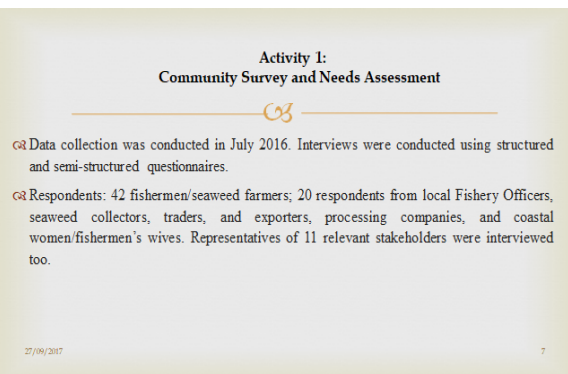 Activity 1:
Community Survey and Needs Assessment
Data collection was conducted in July 2016. Interviews were conducted using structured
and semi-structured questionnaires.
Respondents: 42 fishermen/seaweed farmers; 20 respondents from local Fishery Officers,
seaweed collectors, traders, and exporters, processing companies, and coastal
women/fishermen's wives. Representatives of 11 relevant stakeholders were interviewed
too.
27/09/2017
7